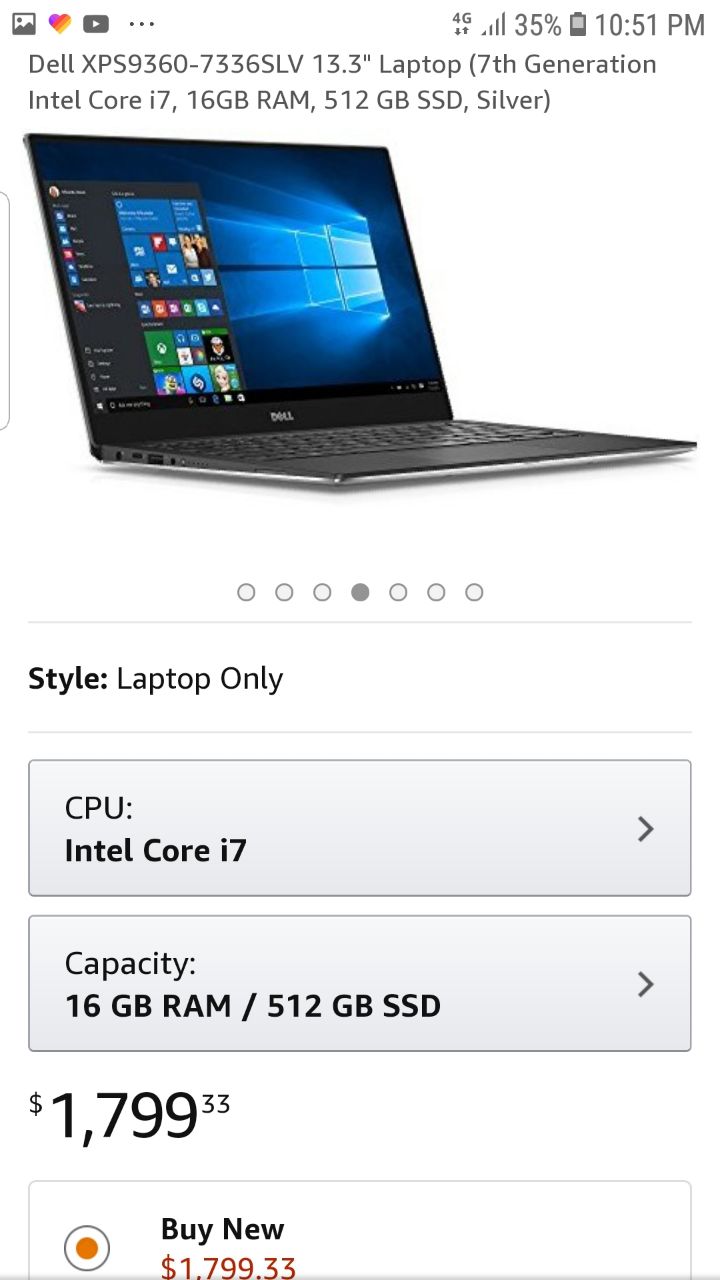 4G 35% 10:51 PM
Dell XPS9360-7336SLV 13.3" Laptop (7th Generation
Intel Core i7, 16GB RAM, 512 GB SSD, Silver)
DELL
Style: Laptop Only
CPU:
Intel Core i7
Capacity:
16 GB RAM / 512 GB SSD
$1,799 33
Buy New
$1,799.33